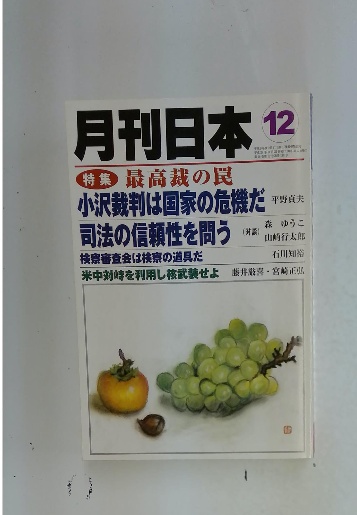 月刊日本
12
特集 最高裁の罠
小沢裁判は国家の危機だ 平野貞夫
司法の信頼性を問う (対談) 森 ゆうこ
山崎行太郎
検察審査会は検察の道具だ 石川知裕
米中対峙を利用し核武装せよ 藤井厳喜・宮崎正弘